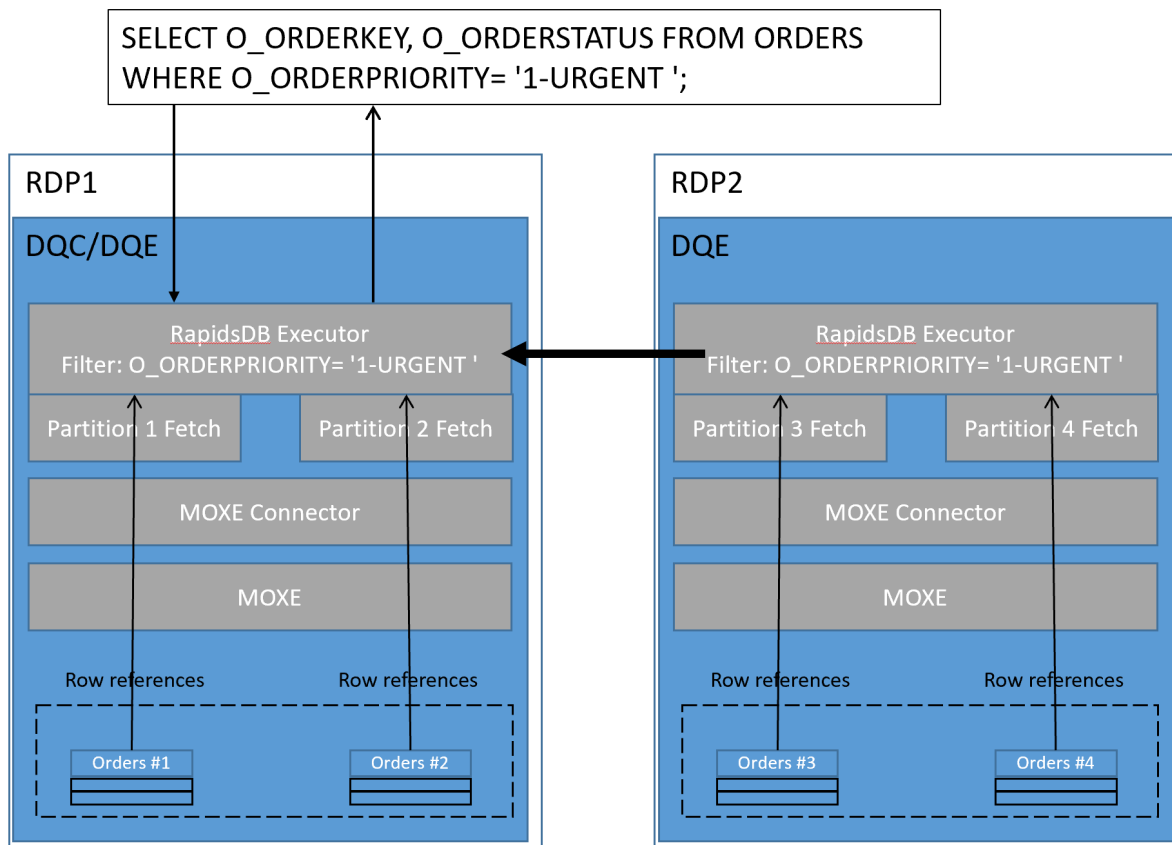 SELECT O_ORDERKEY, O_ORDERSTATUS FROM ORDERS
WHERE O_ORDERPRIORITY= '1-URGENT ';
RDP1
DQC/DQE
RapidsDB Executor
Filter: O_ORDERPRIORITY= '1-URGENT '
Partition 1 Fetch
Partition 2 Fetch
MOXE Connector
MOXE
Row references
Row references
Orders #1
Orders #2
RDP2
DQE
RapidsDB Executor
Filter: O_ORDERPRIORITY= '1-URGENT '
Partition 3 Fetch
Partition 4 Fetch
MOXE Connector
MOXE
Row references
Row references
Orders #3
Orders #4